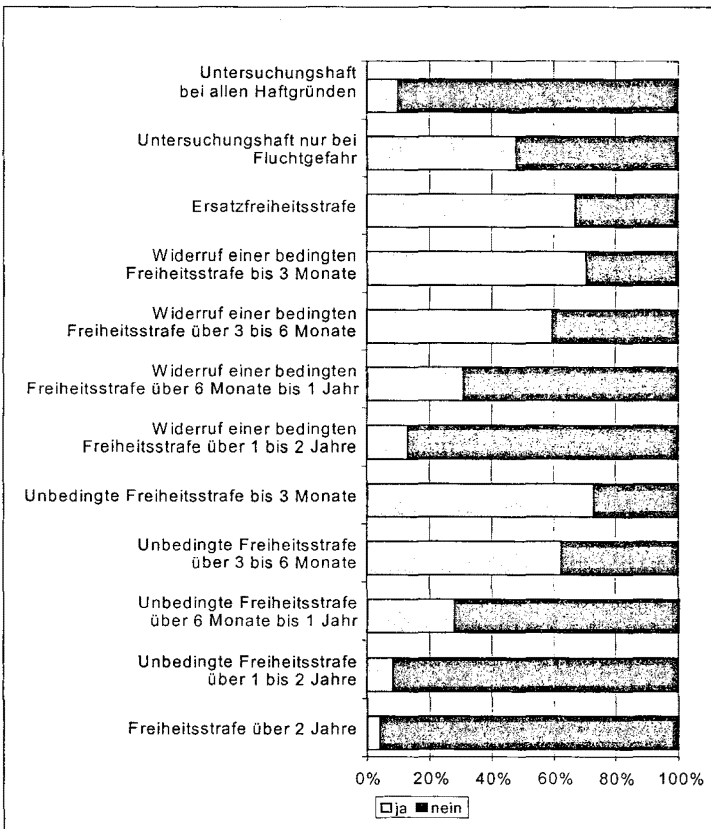 Untersuchungshaft
bei allen Haftgründen
Untersuchungshaft nur bei
Fluchtgefahr
Ersatzfreiheitsstrafe
Widerruf einer bedingten
Freiheitsstrafe bis 3 Monate
Widerruf einer bedingten
Freiheitsstrafe über 3 bis 6 Monate
Widerruf einer bedingten
Freiheitsstrafe über 6 Monate bis 1 Jahr
Widerruf einer bedingten
Freiheitsstrafe über 1 bis 2 Jahre
Unbedingte Freiheitsstrafe bis 3 Monate
Unbedingte Freiheitsstrafe
über 3 bis 6 Monate
Unbedingte Freiheitsstrafe
über 6 Monate bis 1 Jahr
Unbedingte Freiheitsstrafe
über 1 bis 2 Jahre
Freiheitsstrafe über 2 Jahre
0% 20% 40% 60% 80% 100%
ja nein